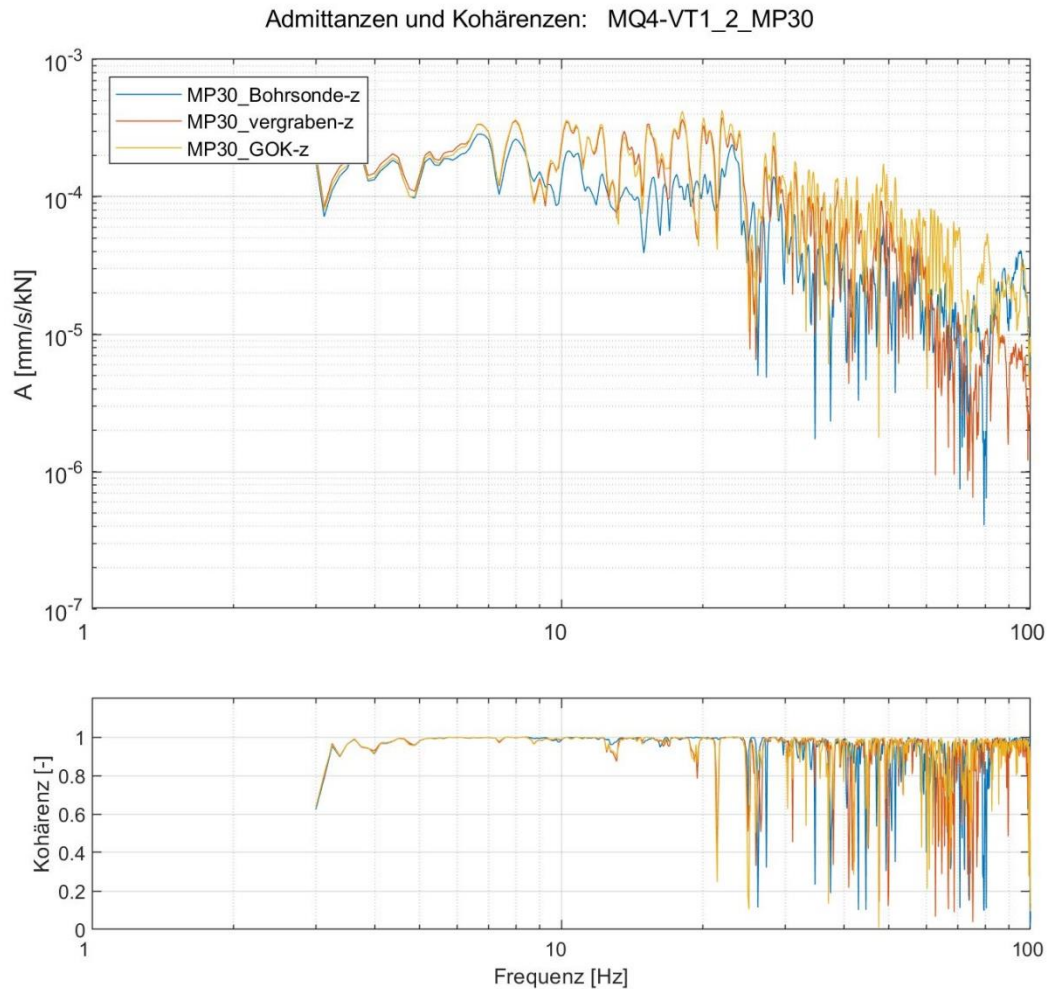 Admittanzen und Kohärenzen: MQ4-VT1_2_MP30
MP30_Bohrsonde-z
MP30_vergraben-z
MP30_GOK-z
A [mm/s/kN]
10^-3
10^-4
10^-5
10^-6
10^-7
1
10
100
Kohärenz [-]
1
0.8
0.6
0.4
0.2
0
1
10
100
Frequenz [Hz]